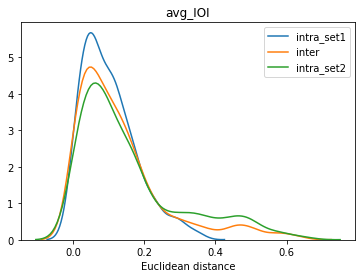 avg_IOI
intra_set1
inter
intra_set2
5
4
3
2
1
0
0.0 0.2 0.4 0.6
Euclidean distance